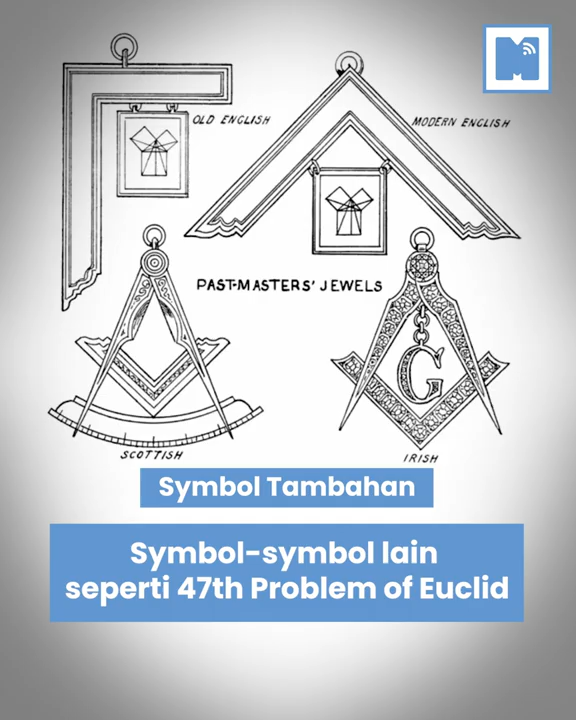 OLD ENGLISH
MODERN ENGLISH
PAST-MASTERS' JEWELS
G
SCOTTISH
IRISH
Symbol Tambahan
Symbol-symbol lain
seperti 47th Problem of Euclid